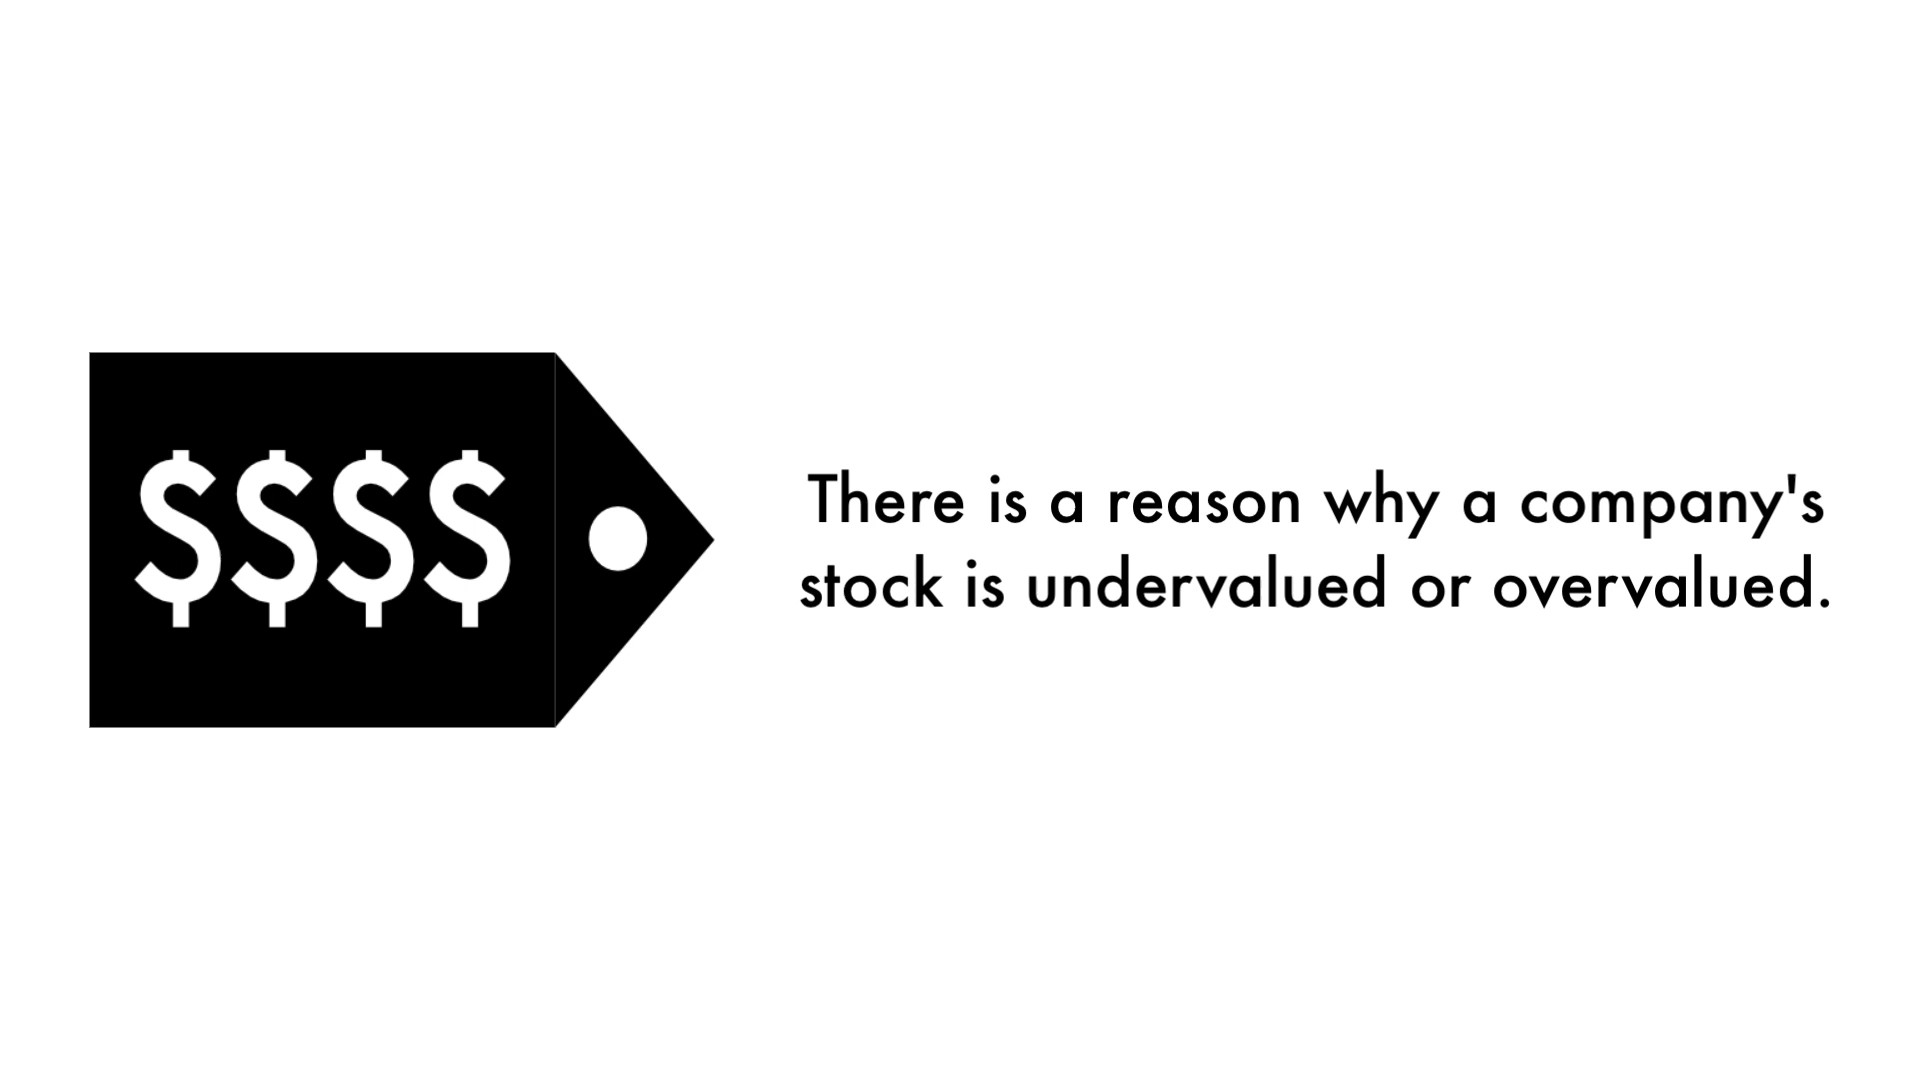 $$$$
There is a reason why a company's
stock is undervalued or overvalued.